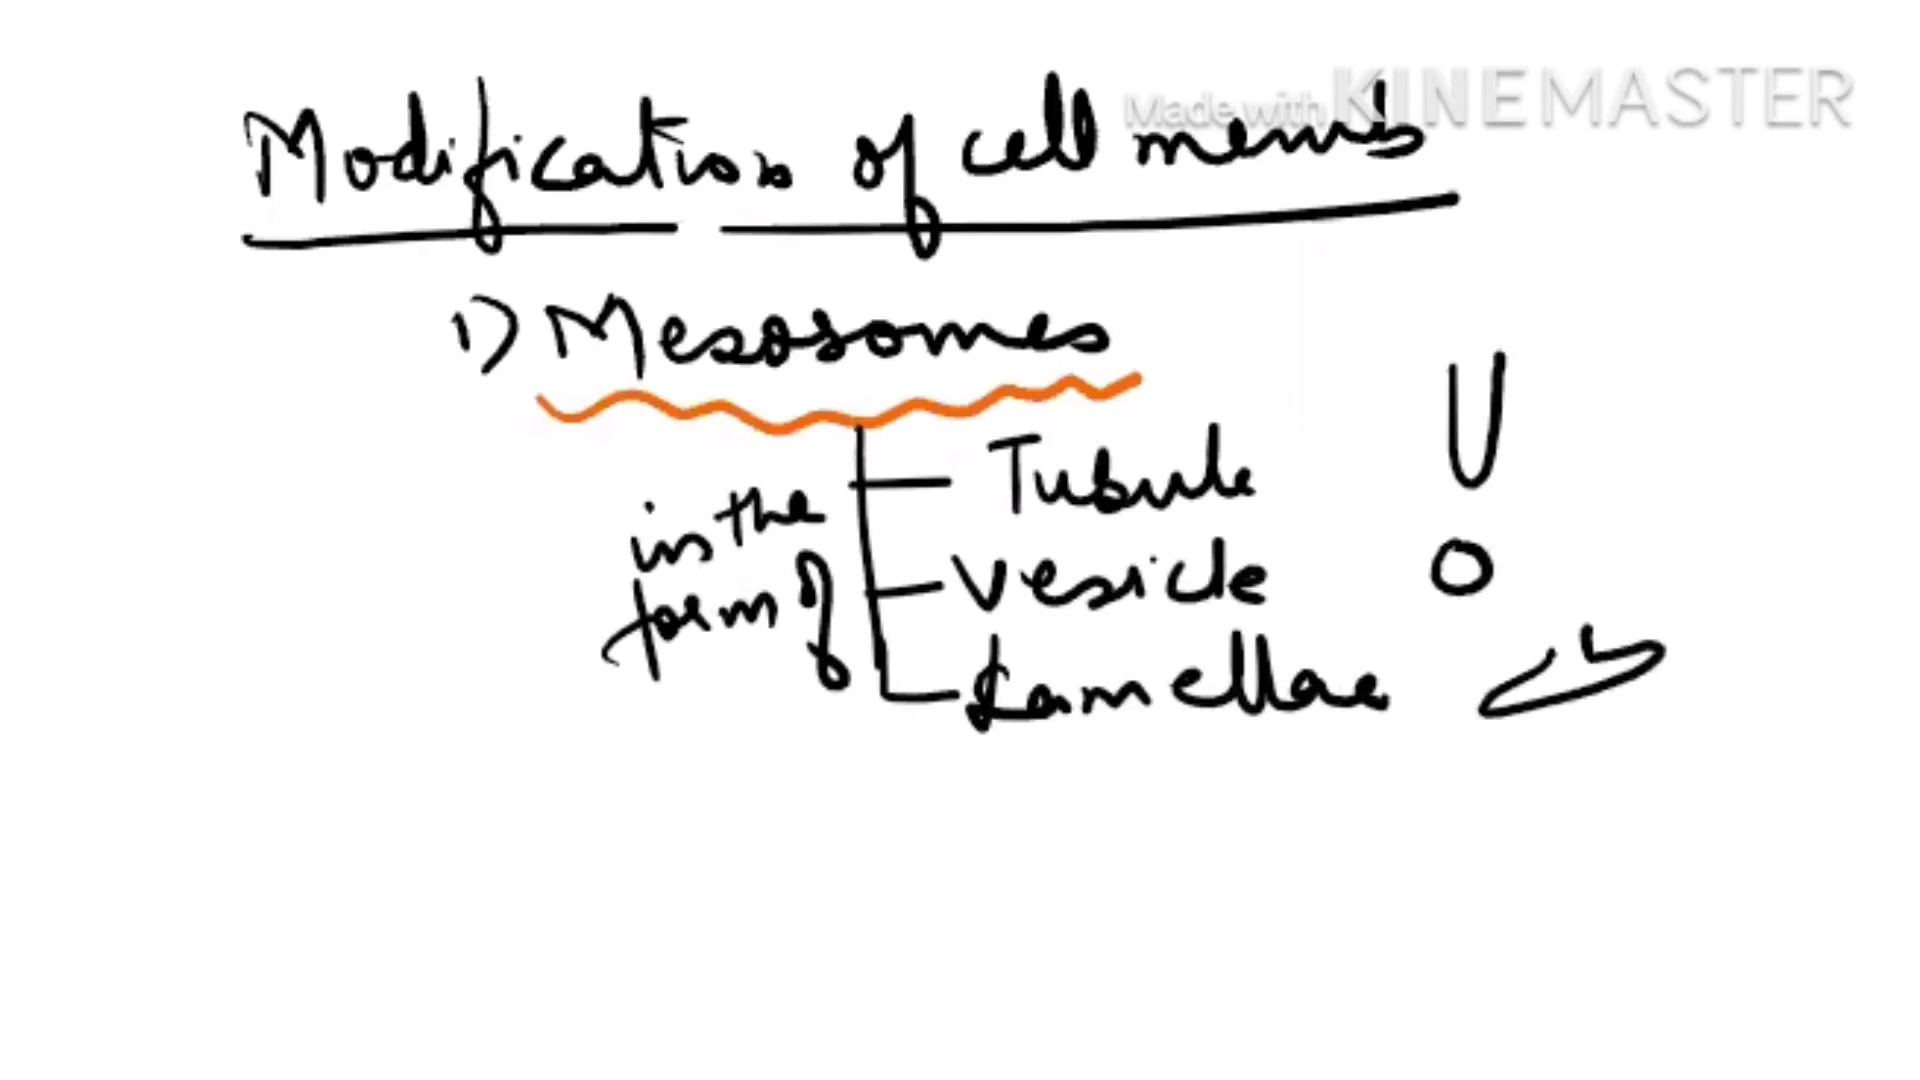 Made with KINEMASTER
Modification of cell memb
1) Mesosomes
in the form of
Tubule
Vesicle
Lamellae